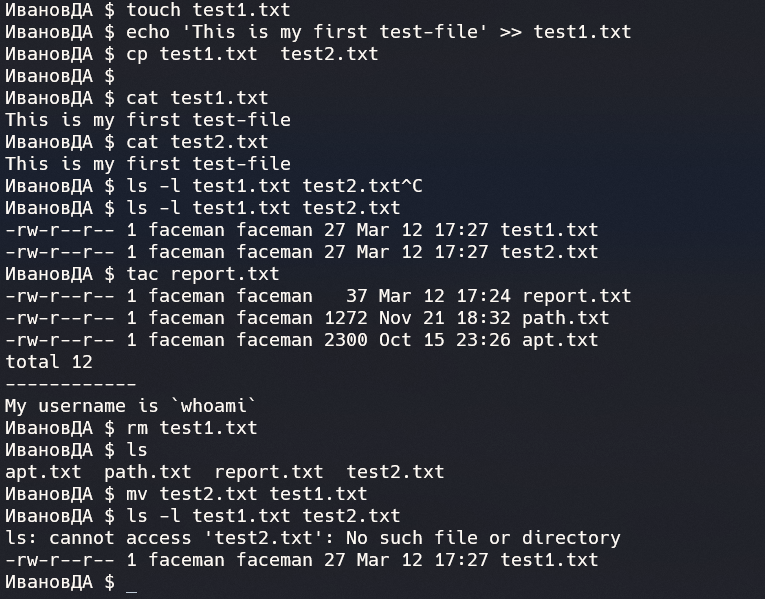 ИвановДА $ touch test1.txt
ИвановДА $ echo 'This is my first test-file' >> test1.txt
ИвановДА $ cp test1.txt  test2.txt
ИвановДА $
ИвановДА $ cat test1.txt
This is my first test-file
ИвановДА $ cat test2.txt
This is my first test-file
ИвановДА $ ls -l test1.txt test2.txt^C
ИвановДА $ ls -l test1.txt test2.txt
-rw-r--r-- 1 faceman faceman 27 Mar 12 17:27 test1.txt
-rw-r--r-- 1 faceman faceman 27 Mar 12 17:27 test2.txt
ИвановДА $ tac report.txt
-rw-r--r-- 1 faceman faceman   37 Mar 12 17:24 report.txt
-rw-r--r-- 1 faceman faceman 1272 Nov 21 18:32 path.txt
-rw-r--r-- 1 faceman faceman 2300 Oct 15 23:26 apt.txt
total 12
------------
My username is `whoami`
ИвановДА $ rm test1.txt
ИвановДА $ ls
apt.txt  path.txt  report.txt  test2.txt
ИвановДА $ mv test2.txt test1.txt
ИвановДА $ ls -l test1.txt test2.txt
ls: cannot access 'test2.txt': No such file or directory
-rw-r--r-- 1 faceman faceman 27 Mar 12 17:27 test1.txt
ИвановДА $ _